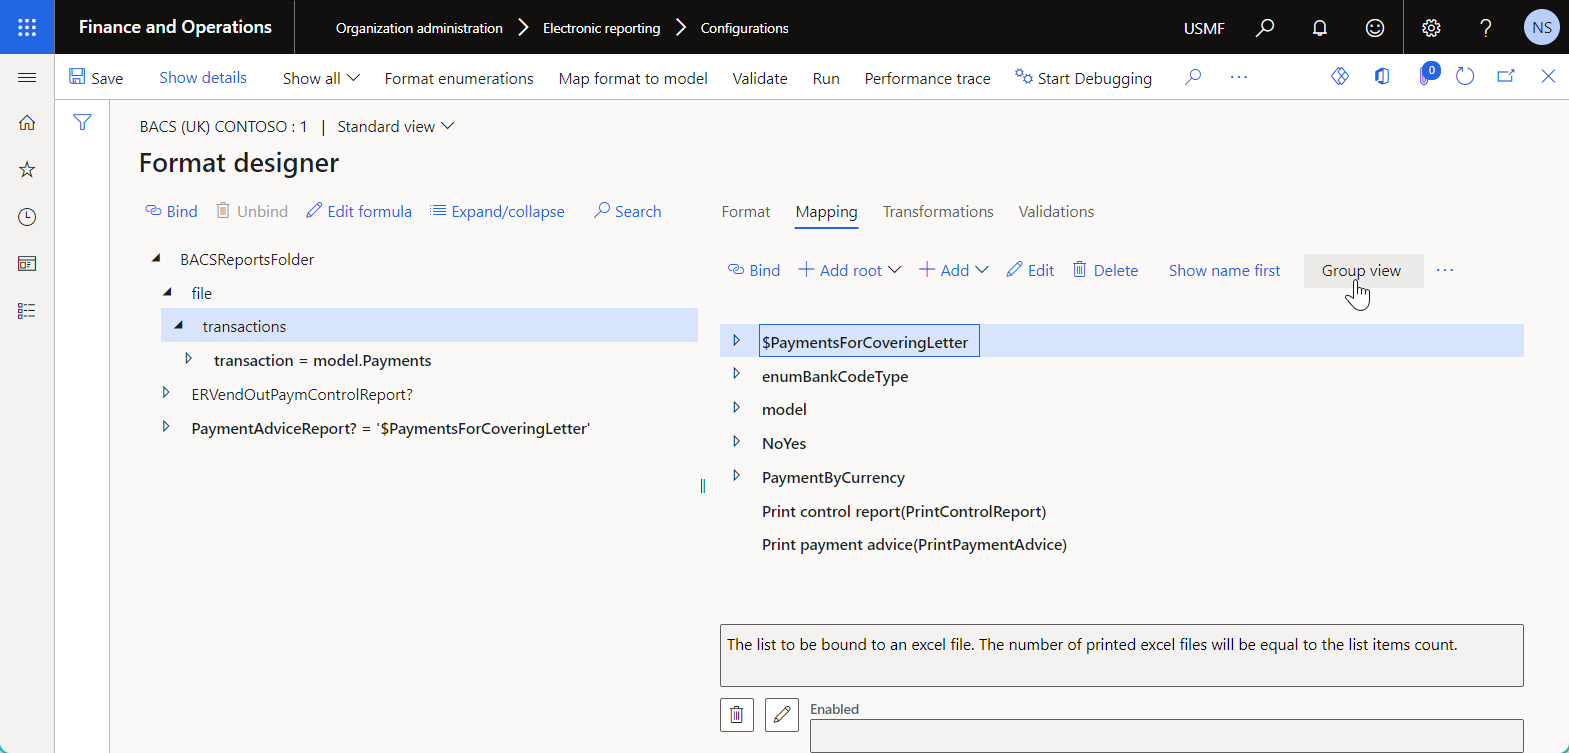 Finance and Operations
Organization administration
Electronic reporting
Configurations
USMF
?
NS
Save
Show details
Show all
Format enumerations
Map format to model
Validate
Run
Performance trace
Start Debugging
...
0
BACS (UK) CONTOSO : 1 | Standard view
Format designer
Bind
Unbind
Edit formula
Expand/collapse
Search
BACSReportsFolder
file
transactions
transaction = model.Payments
ERVendOutPaymControlReport?
PaymentAdviceReport? = '$PaymentsForCoveringLetter'
Format
Mapping
Transformations
Validations
Bind
Add root
Add
Edit
Delete
Show name first
Group view
...
$PaymentsForCoveringLetter
enumBankCodeType
model
NoYes
PaymentByCurrency
Print control report(PrintControlReport)
Print payment advice(PrintPaymentAdvice)
The list to be bound to an excel file. The number of printed excel files will be equal to the list items count.
Enabled